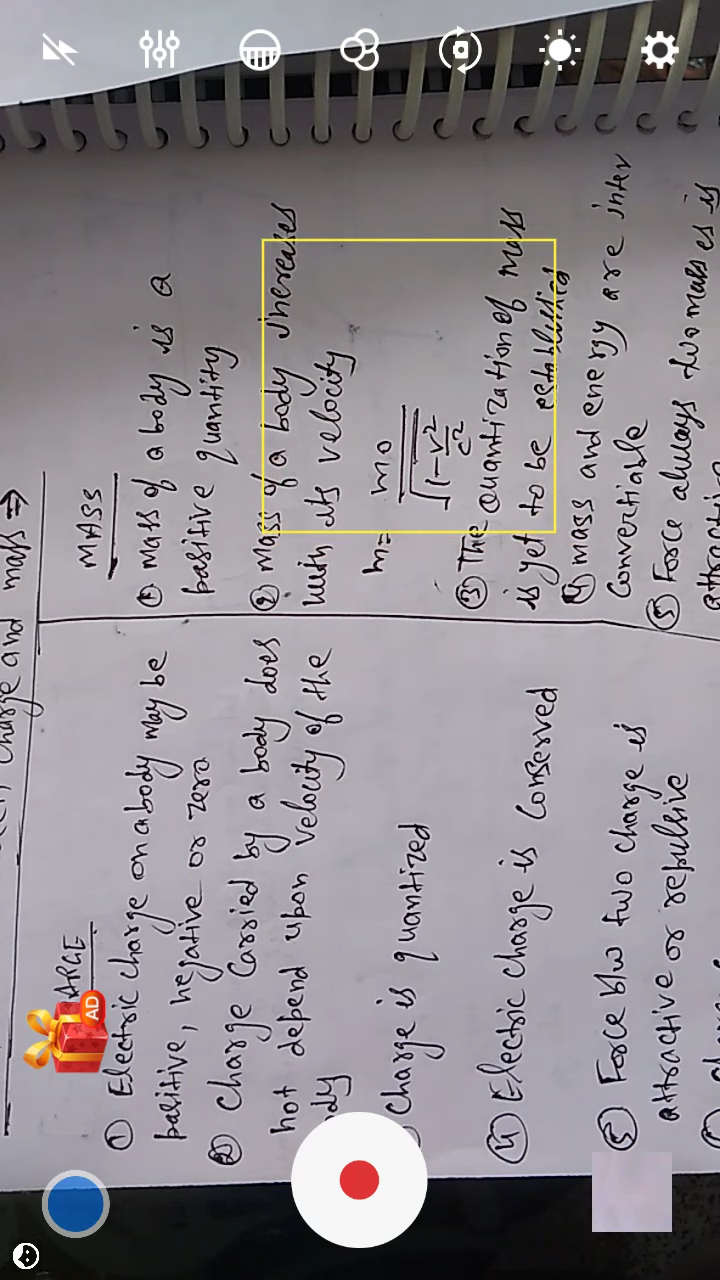 charge and mass ⇒
ARGE
① Electric charge on a body may be
pasitive, negative or zero
② Charge Carried by a body does
not depend upon velocity of the
ody
Charge is quantized
④ Electric charge is Conserved
⑤ Force b/w two charge is
attractive or repulsive
MASS
① Mass of a body is a
pasitive quantity
② Mass of a body increases
with its velocity
m = m0/√(1-v²/c²)
③ The quantization of mass
is yet to be established
④ mass and energy are inter
Convertiable
⑤ Force always two masses is
AD